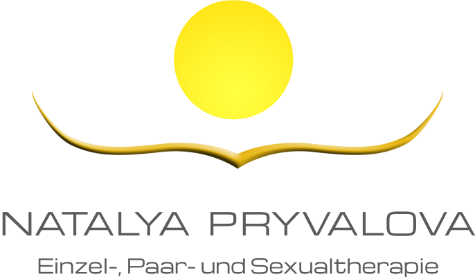 NATALYA PRYVALOVA
Einzel-, Paar- und Sexualtherapie